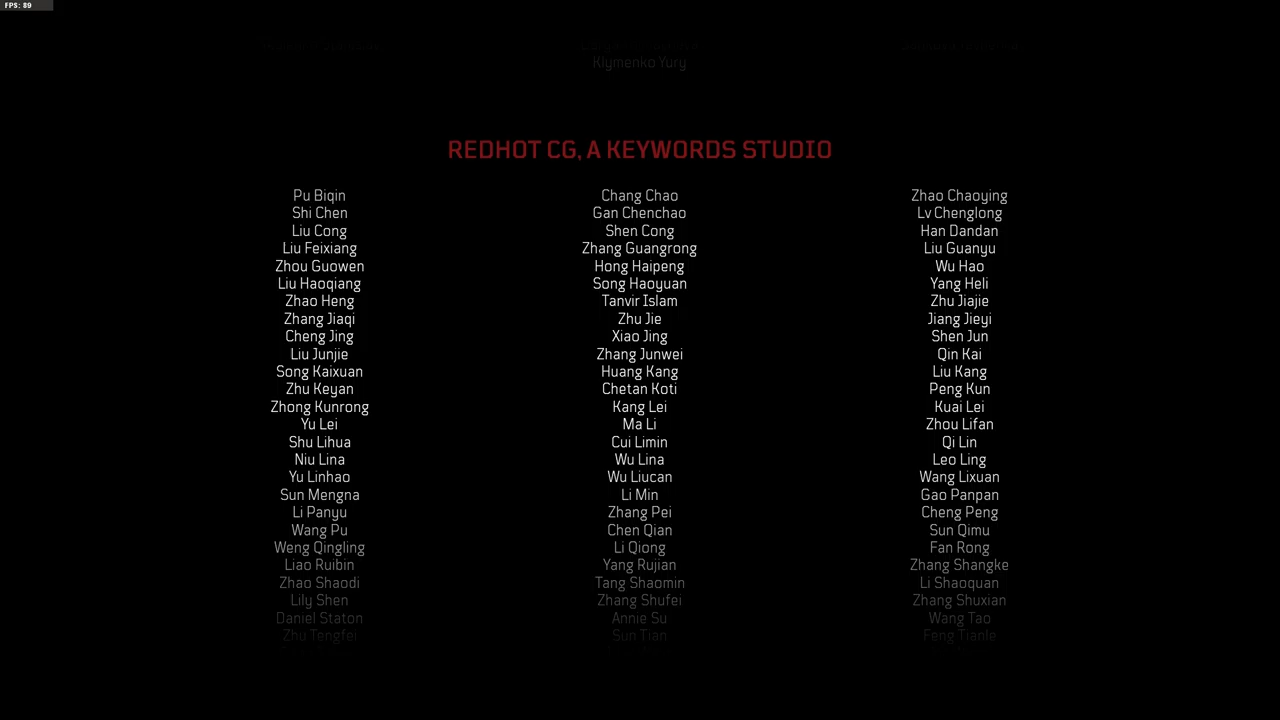 FPS: 89
Klymenko Yury
REDHOT CG, A KEYWORDS STUDIO
Pu Biqin Chang Chao Zhao Chaoying
Shi Chen Gan Chenchao Lv Chenglong
Liu Cong Shen Cong Han Dandan
Liu Feixiang Zhang Guangrong Liu Guanyu
Zhou Guowen Hong Haipeng Wu Hao
Liu Haoqiang Song Haoyuan Yang Heli
Zhao Heng Tanvir Islam Zhu Jiajie
Zhang Jiaqi Zhu Jie Jiang Jieyi
Cheng Jing Xiao Jing Shen Jun
Liu Junjie Zhang Junwei Qin Kai
Song Kaixuan Huang Kang Liu Kang
Zhu Keyan Chetan Koti Peng Kun
Zhong Kunrong Kang Lei Kuai Lei
Yu Lei Ma Li Zhou Lifan
Shu Lihua Cui Limin Qi Lin
Niu Lina Wu Lina Leo Ling
Yu Linhao Wu Liucan Wang Lixuan
Sun Mengna Li Min Gao Panpan
Li Panyu Zhang Pei Cheng Peng
Wang Pu Chen Qian Sun Qimu
Weng Qingling Li Qiong Fan Rong
Liao Ruibin Yang Rujian Zhang Shangke
Zhao Shaodi Tang Shaomin Li Shaoquan
Lily Shen Zhang Shufei Zhang Shuxian
Daniel Staton Annie Su Wang Tao
Zhu Tengfei Sun Tian Feng Tianle